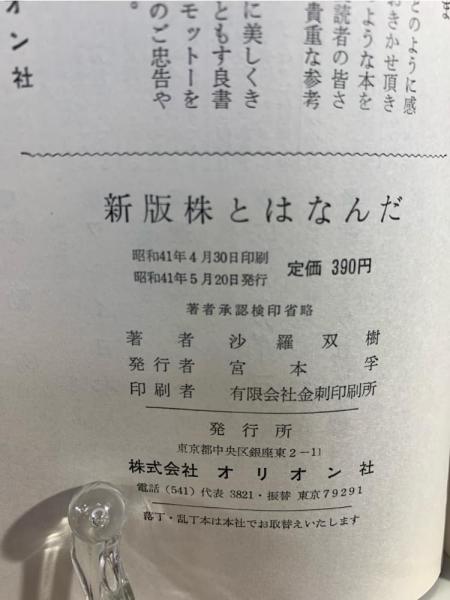 のように感
おきかせ頂き
のような本を
読者の皆さ
貴重な参考
に美しくき
ともす良書
モットーを
のご忠告や
。
オン社
新版株とはなんだ
昭和41年4月30日印刷
昭和41年5月20日発行
定価 390円
著者承認検印省略
著者 沙羅双樹
発行者 宮本孚
印刷者 有限会社金刺印刷所
発行所
東京都中央区銀座東2-11
株式会社オリオン社
電話 (541) 代表 3821・振替 東京79291
落丁・乱丁本は本社でお取替えいたします